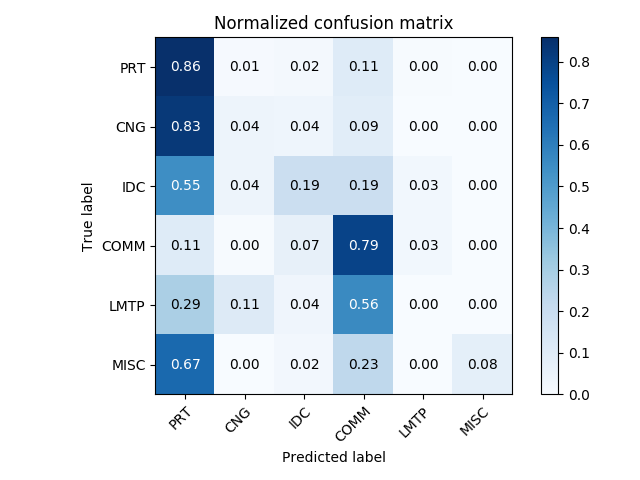 Normalized confusion matrix
True label
PRT 0.86 0.01 0.02 0.11 0.00 0.00
CNG 0.83 0.04 0.04 0.09 0.00 0.00
IDC 0.55 0.04 0.19 0.19 0.03 0.00
COMM 0.11 0.00 0.07 0.79 0.03 0.00
LMTP 0.29 0.11 0.04 0.56 0.00 0.00
MISC 0.67 0.00 0.02 0.23 0.00 0.08
PRT CNG IDC COMM LMTP MISC
Predicted label
0.8
0.7
0.6
0.5
0.4
0.3
0.2
0.1
0.0